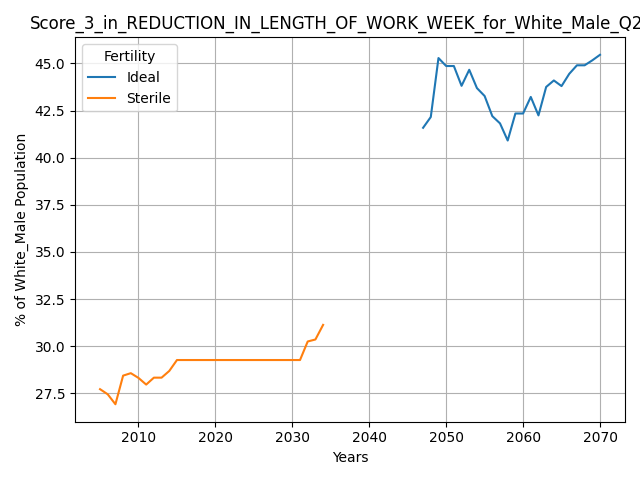 Score_3_in_REDUCTION_IN_LENGTH_OF_WORK_WEEK_for_White_Male_Q2
Fertility
Ideal
Sterile
45.0
42.5
40.0
37.5
35.0
32.5
30.0
27.5
% of White_Male Population
2010 2020 2030 2040 2050 2060 2070
Years